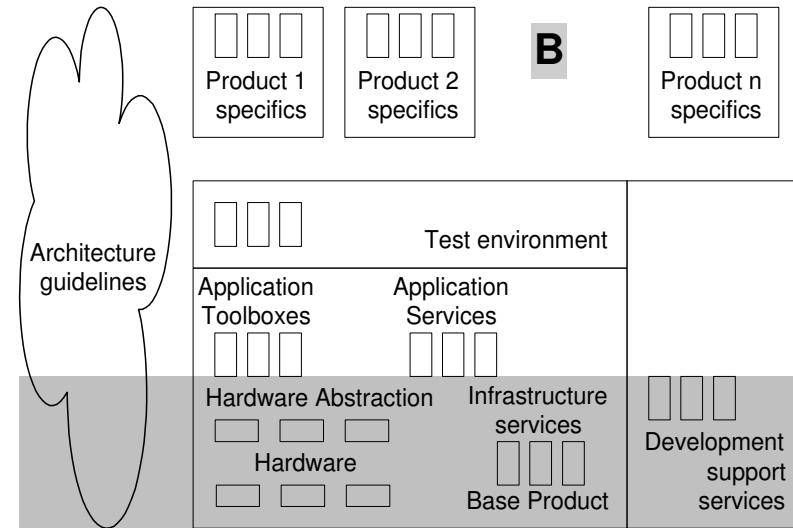 Product 1
specifics
Product 2
specifics
B
Product n
specifics
Architecture
guidelines
Test environment
Application
Toolboxes
Application
Services
Hardware Abstraction
Hardware
Infrastructure
services
Base Product
Development
support
services